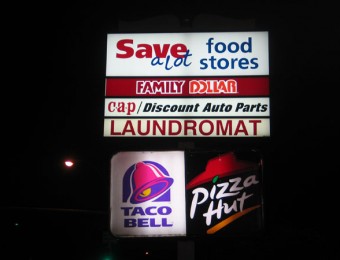 Save a lot food stores
FAMILY DOLLAR
CAP/Discount Auto Parts
LAUNDROMAT
TACO BELL
Pizza Hut